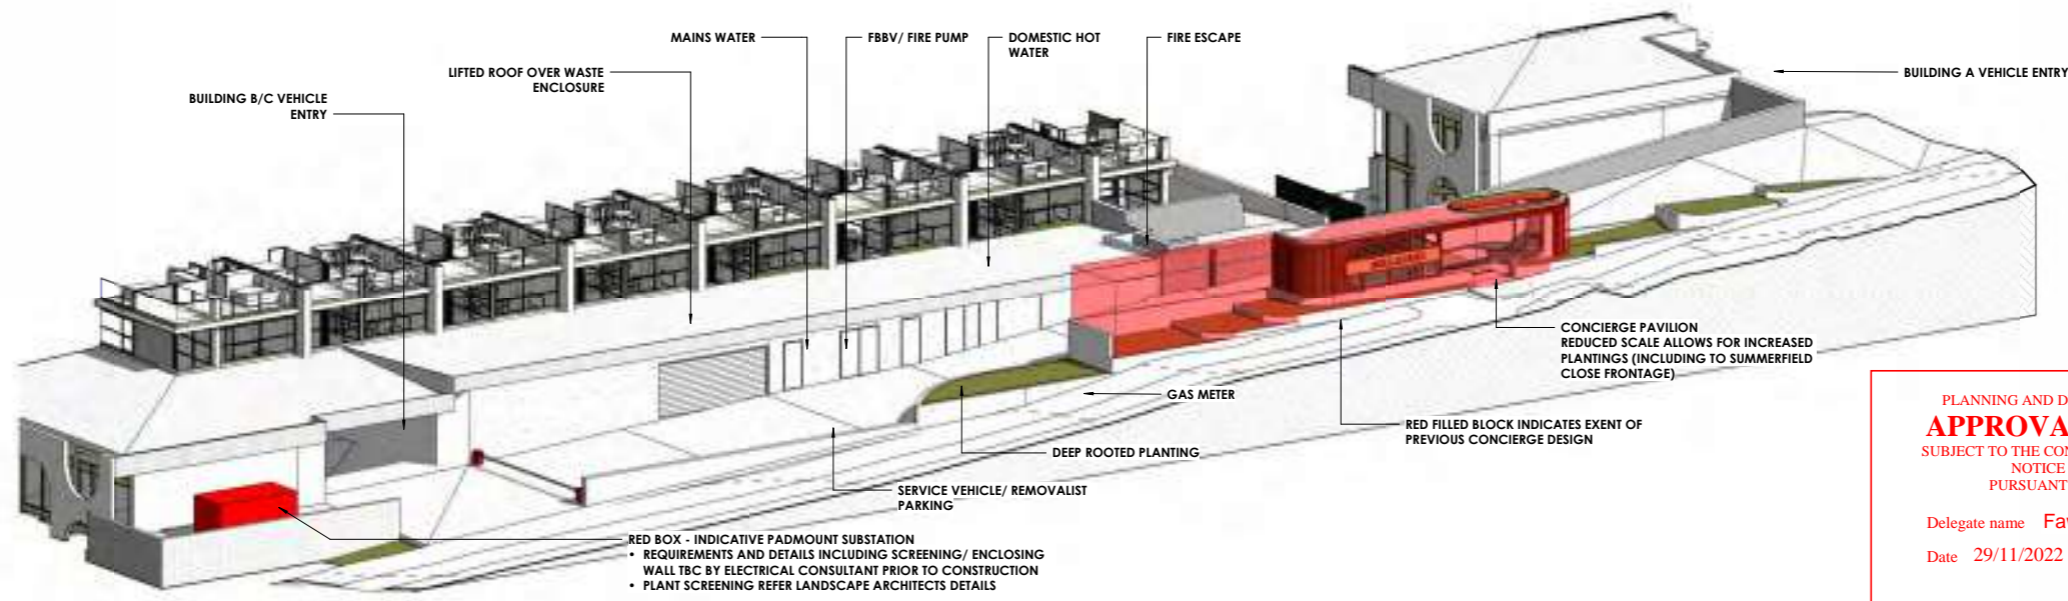 MAINS WATER
FBBV/ FIRE PUMP
DOMESTIC HOT
WATER
FIRE ESCAPE
BUILDING A VEHICLE ENTRY
LIFTED ROOF OVER WASTE
ENCLOSURE
BUILDING B/C VEHICLE
ENTRY
CONCIERGE PAVILION
REDUCED SCALE ALLOWS FOR INCREASED
PLANTINGS (INCLUDING TO SUMMERFIELD
CLOSE FRONTAGE)
GAS METER
RED FILLED BLOCK INDICATES EXENT OF
PREVIOUS CONCIERGE DESIGN
DEEP ROOTED PLANTING
SERVICE VEHICLE/ REMOVALIST
PARKING
RED BOX - INDICATIVE PADMOUNT SUBSTATION
• REQUIREMENTS AND DETAILS INCLUDING SCREENING/ ENCLOSING
WALL TBC BY ELECTRICAL CONSULTANT PRIOR TO CONSTRUCTION
• PLANT SCREENING REFER LANDSCAPE ARCHITECTS DETAILS
PLANNING AND D
APPROVA
SUBJECT TO THE CON
NOTICE
PURSUANT
Delegate name Fav
Date 29/11/2022